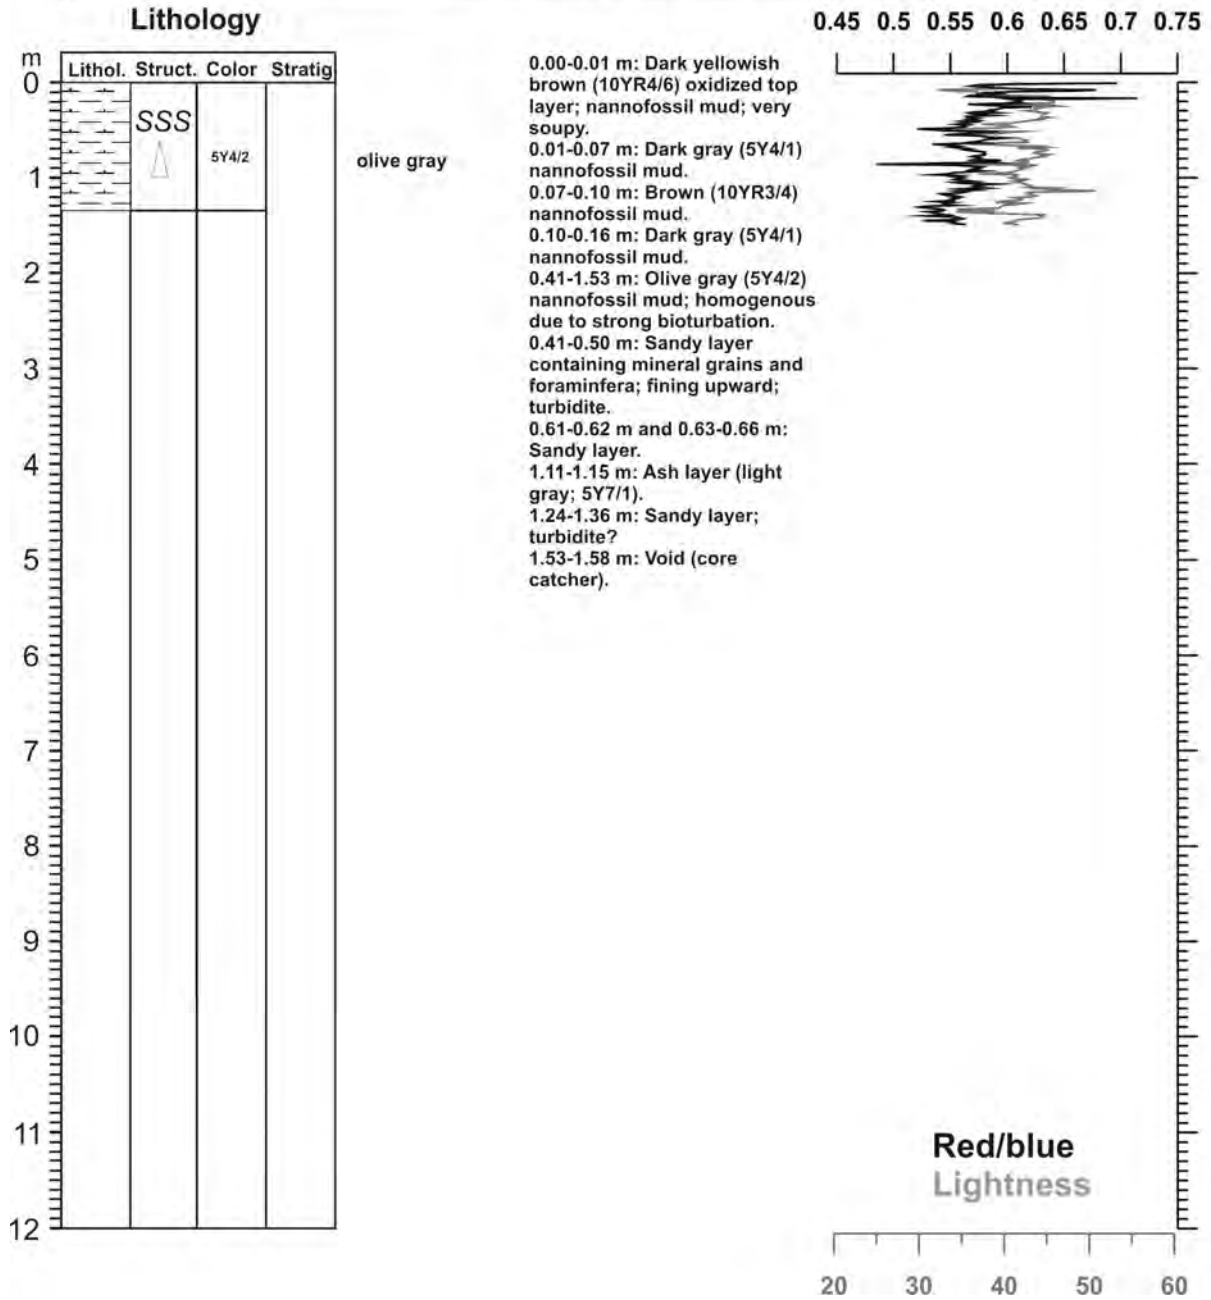 Lithology
0.45 0.5 0.55 0.6 0.65 0.7 0.75
m
Lithol. Struct. Color Stratig
0
SSS
5Y4/2
olive gray
1
2
3
4
5
6
7
8
9
10
11
12
0.00-0.01 m: Dark yellowish
brown (10YR4/6) oxidized top
layer; nannofossil mud; very
soupy.
0.01-0.07 m: Dark gray (5Y4/1)
nannofossil mud.
0.07-0.10 m: Brown (10YR3/4)
nannofossil mud.
0.10-0.16 m: Dark gray (5Y4/1)
nannofossil mud.
0.41-1.53 m: Olive gray (5Y4/2)
nannofossil mud; homogenous
due to strong bioturbation.
0.41-0.50 m: Sandy layer
containing mineral grains and
foraminfera; fining upward;
turbidite.
0.61-0.62 m and 0.63-0.66 m:
Sandy layer.
1.11-1.15 m: Ash layer (light
gray; 5Y7/1).
1.24-1.36 m: Sandy layer;
turbidite?
1.53-1.58 m: Void (core
catcher).
Red/blue
Lightness
20 30 40 50 60